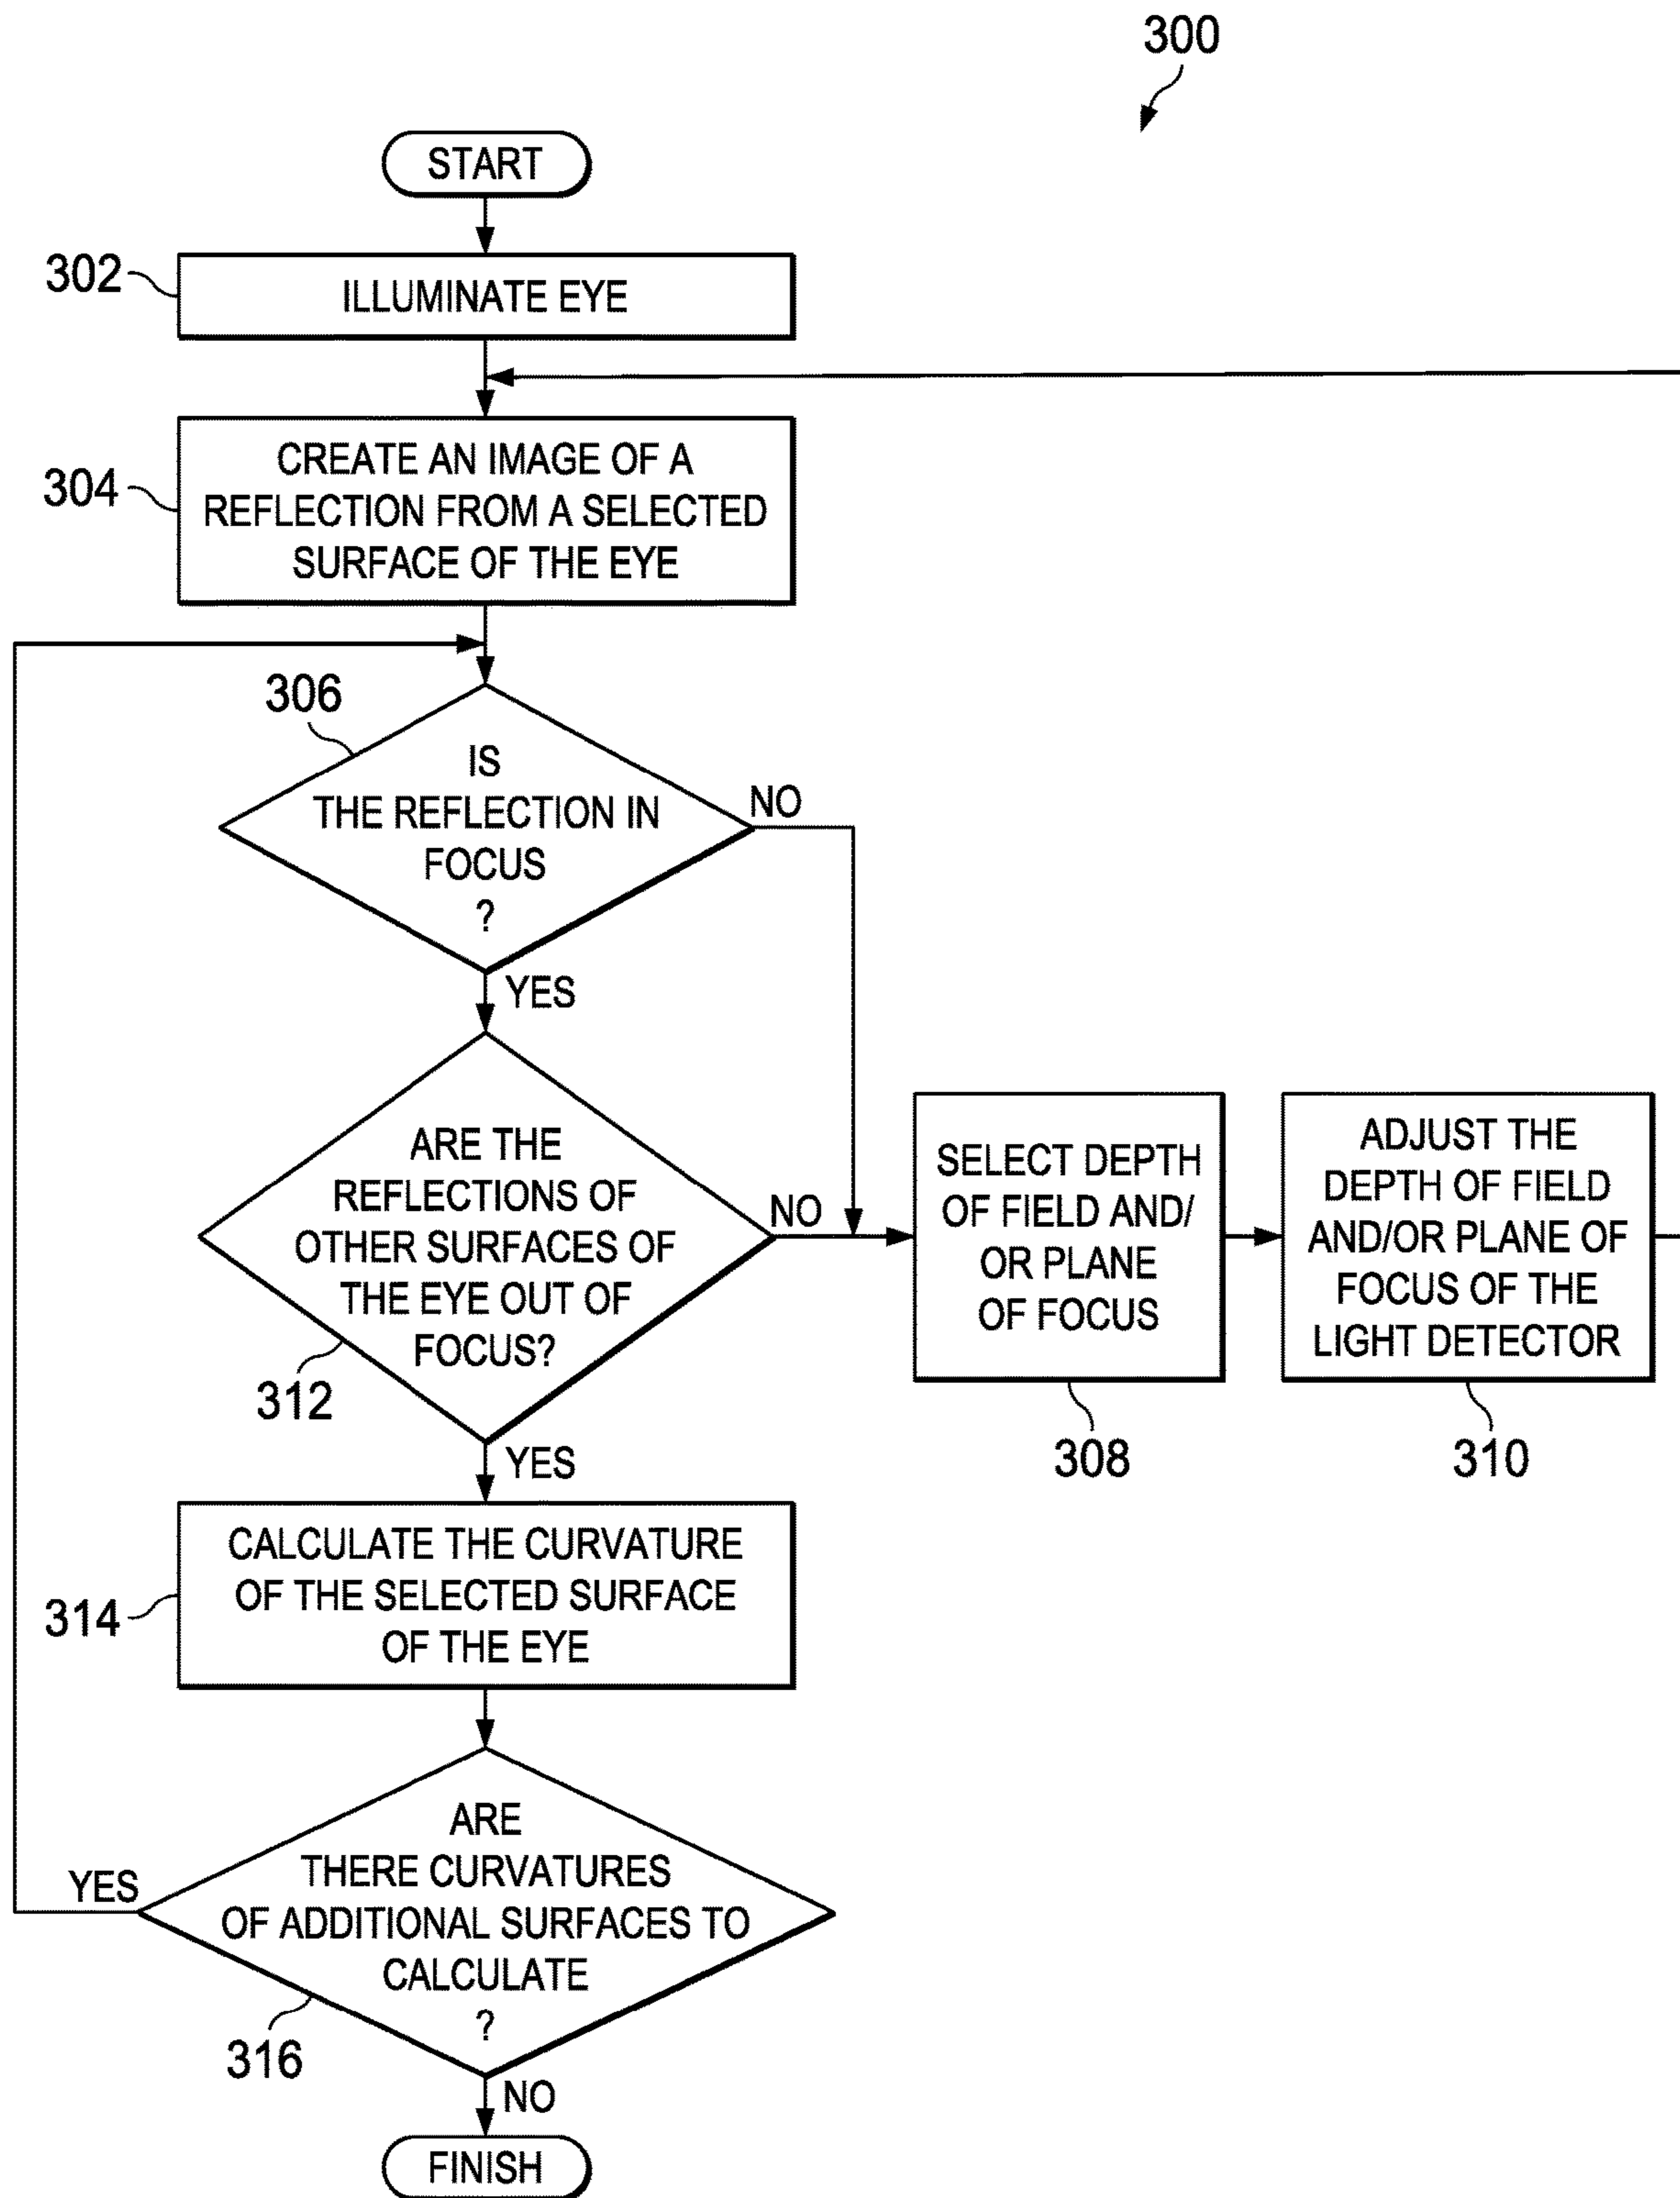 300
START
302
ILLUMINATE EYE
304
CREATE AN IMAGE OF A
REFLECTION FROM A SELECTED
SURFACE OF THE EYE
306
IS
THE REFLECTION IN
FOCUS
?
NO
YES
ARE THE
REFLECTIONS OF
OTHER SURFACES OF
THE EYE OUT OF
FOCUS?
312
NO
YES
SELECT DEPTH
OF FIELD AND/
OR PLANE
OF FOCUS
308
ADJUST THE
DEPTH OF FIELD
AND/OR PLANE OF
FOCUS OF THE
LIGHT DETECTOR
310
314
CALCULATE THE CURVATURE
OF THE SELECTED SURFACE
OF THE EYE
YES
ARE
THERE CURVATURES
OF ADDITIONAL SURFACES TO
CALCULATE
?
316
NO
FINISH